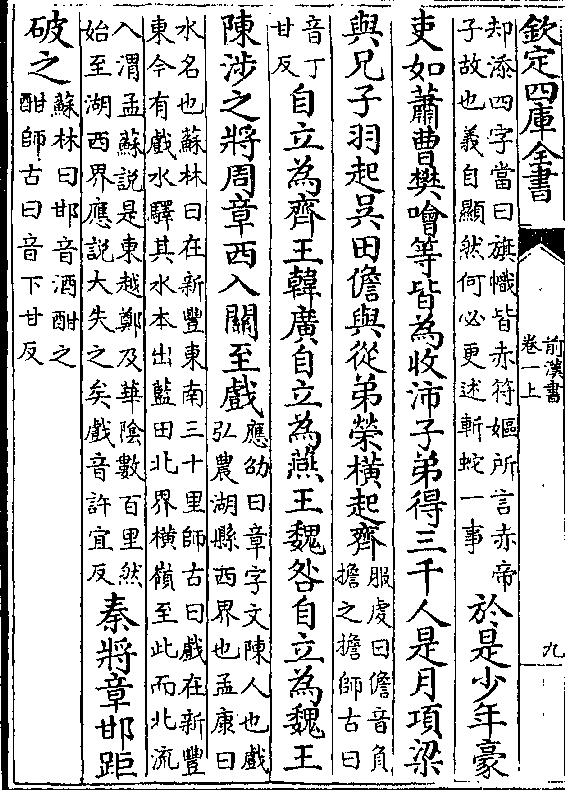 欽定四庫全書
前漢書
卷一上
九
却添四字當曰旗幟皆赤符嫗所言赤帝
子故也義自顯然何必更述斬蛇一事
於是少年豪
吏如蕭曹樊噲等皆為收沛子弟得三千人是月項梁
與兄子羽起吳田儋與從弟榮橫起齊
服虔曰儋音負
擔之擔師古曰
音丁
甘反
自立為齊王韓廣自立為燕王魏咎自立為魏王
陳涉之將周章西入關至戲
應劭曰章字文陳人也戲
弘農湖縣西界也孟康曰
水名也蘇林曰在新豐東南三十里師古曰戲在新豐
東今有戲水驛其水本出藍田北界橫嶺至此而北流
入渭孟蘇說是東越鄭及華陰數百里然
始至湖西界應說大失之矣戲音許宜反
秦將章邯距
破之
蘇林曰邯音酒酣之
酣師古曰音下甘反